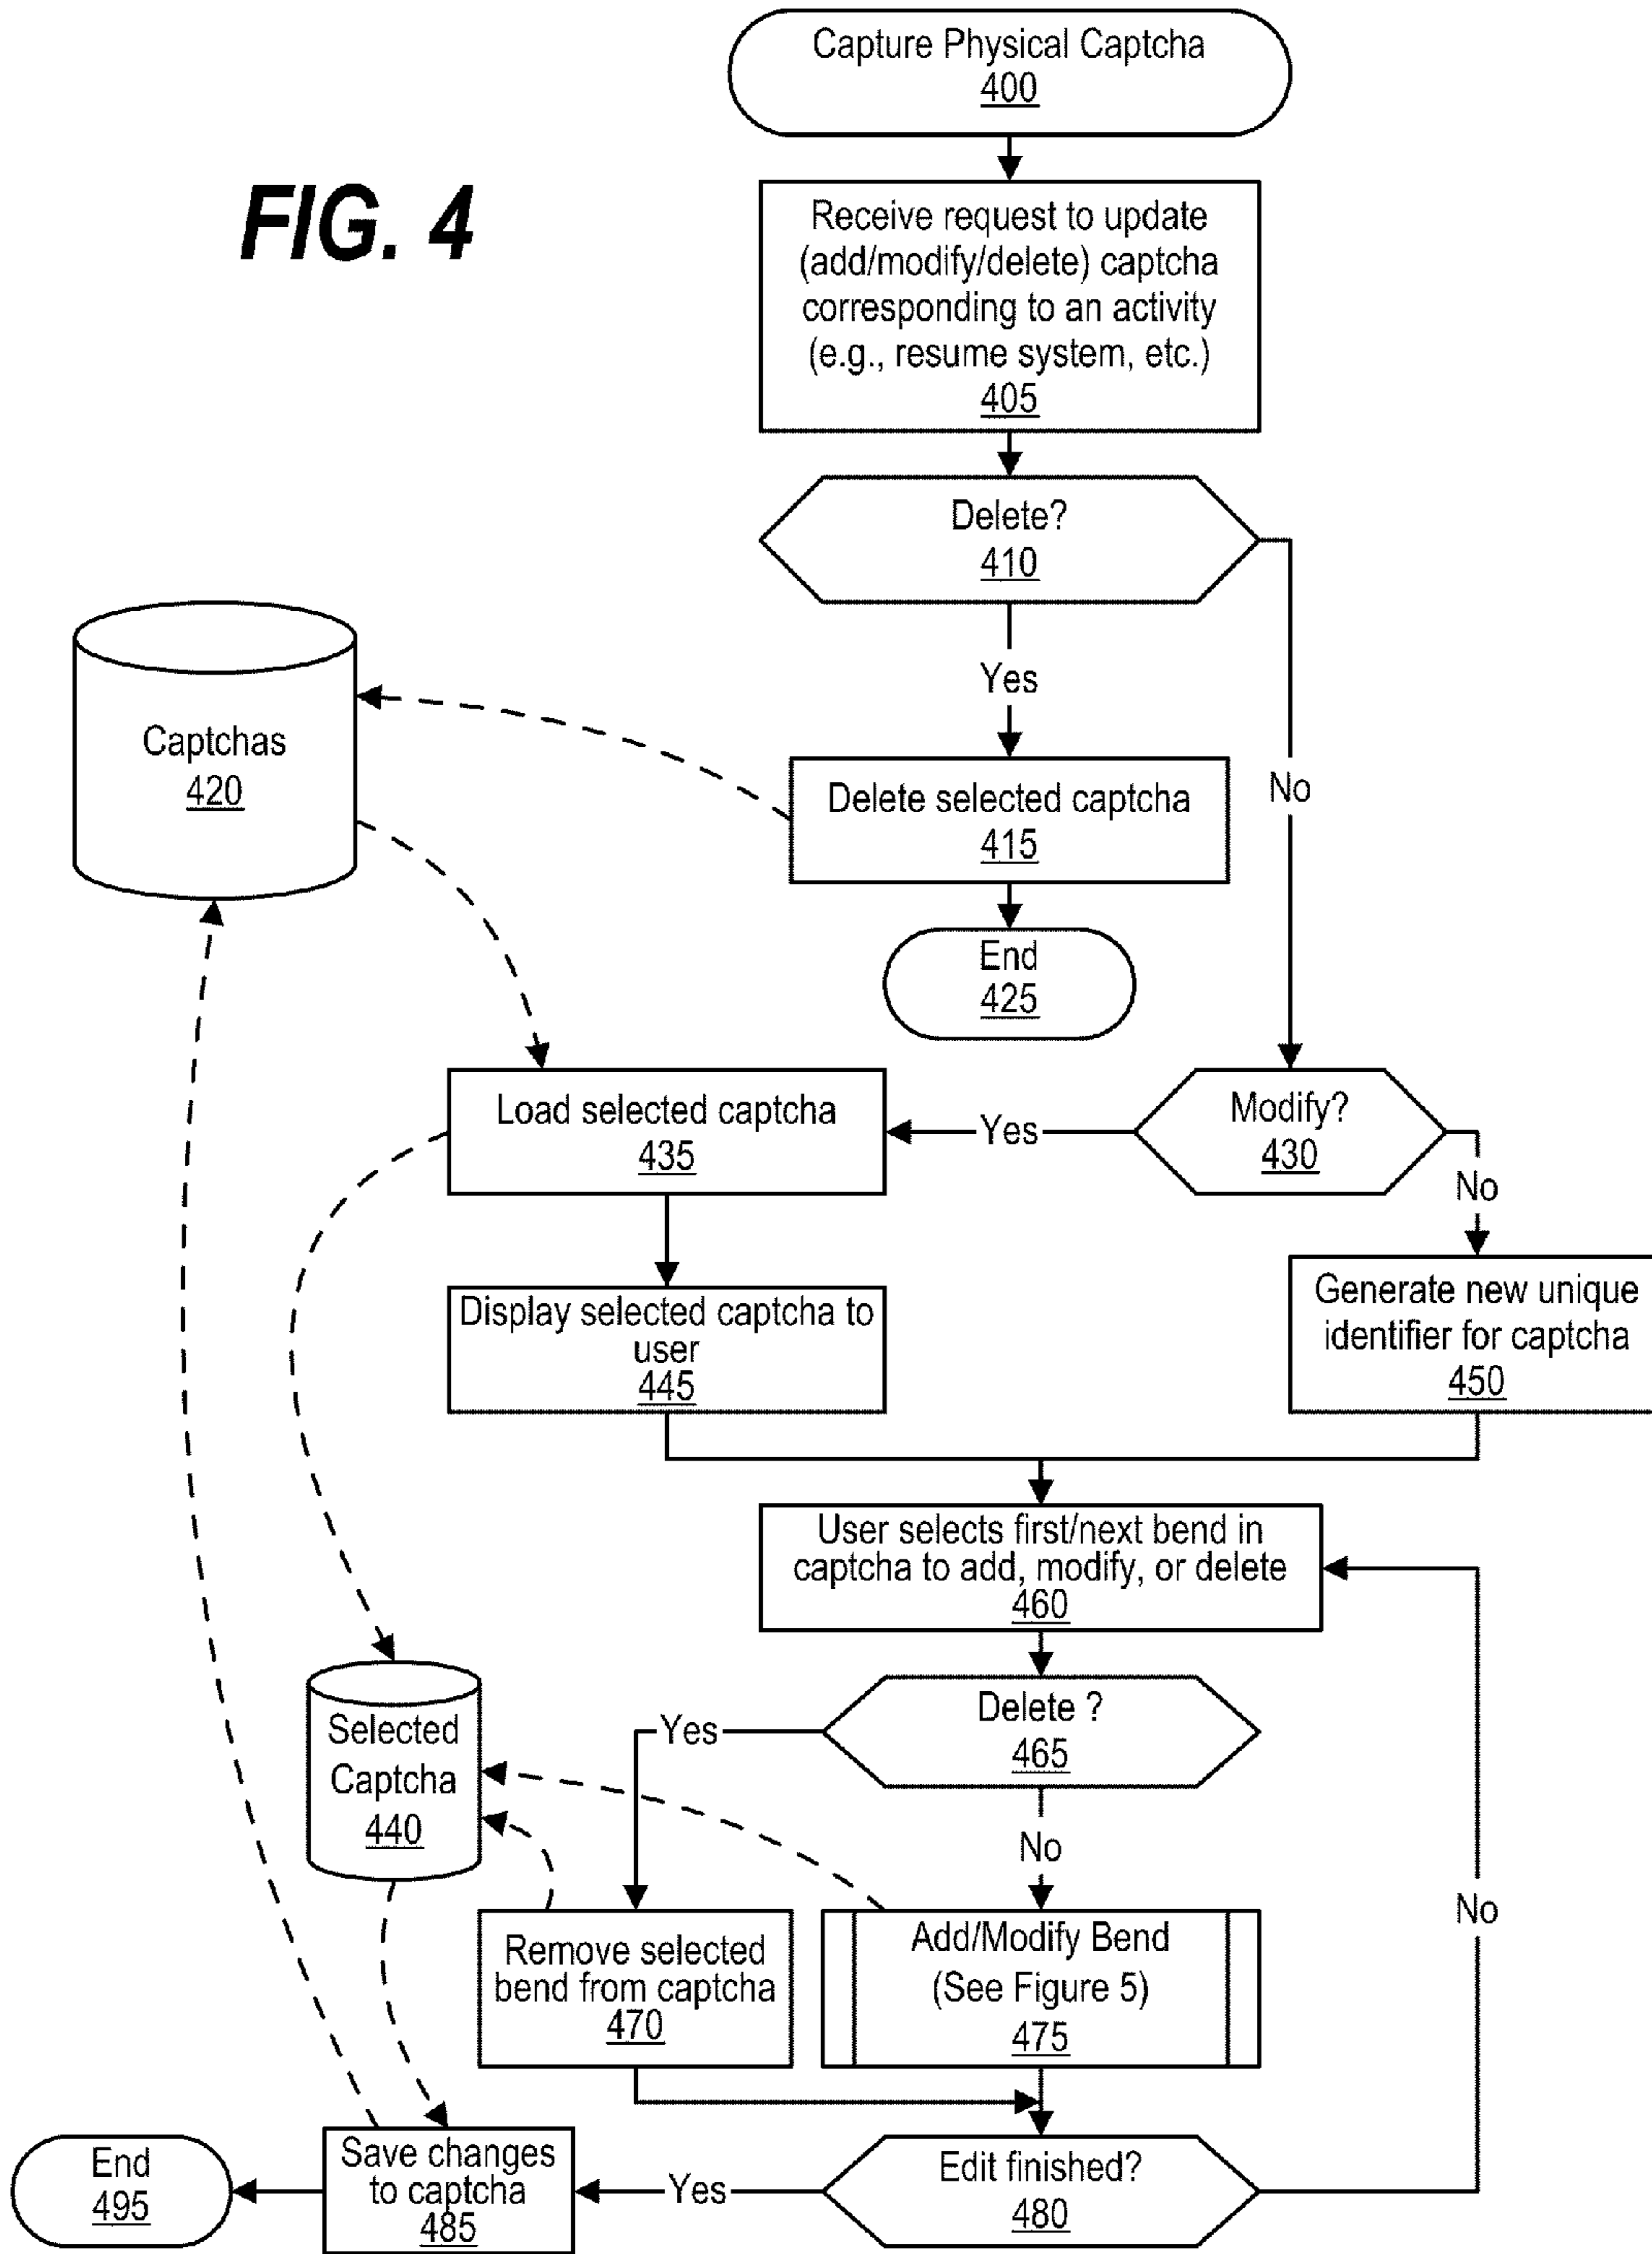 FIG. 4
Capture Physical Captcha
400
Receive request to update
(add/modify/delete) captcha
corresponding to an activity
(e.g., resume system, etc.)
405
Delete?
410
Yes
No
Captchas
420
Delete selected captcha
415
End
425
Load selected captcha
435
Yes
Modify?
430
No
Display selected captcha to
user
445
Generate new unique
identifier for captcha
450
User selects first/next bend in
captcha to add, modify, or delete
460
Delete ?
465
Yes
No
Selected
Captcha
440
Remove selected
bend from captcha
470
Add/Modify Bend
(See Figure 5)
475
No
Edit finished?
480
Yes
Save changes
to captcha
485
End
495